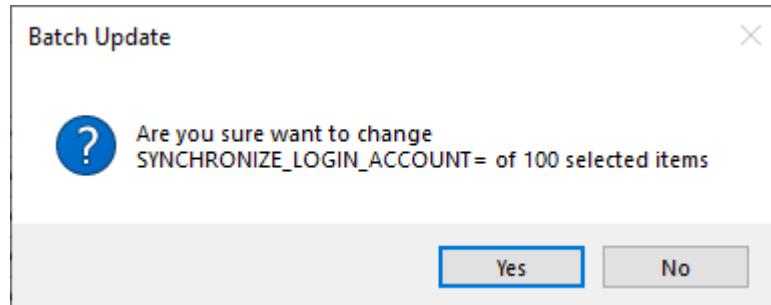 Batch Update
?
Are you sure want to change
SYNCHRONIZE_LOGIN_ACCOUNT= of 100 selected items
Yes
No